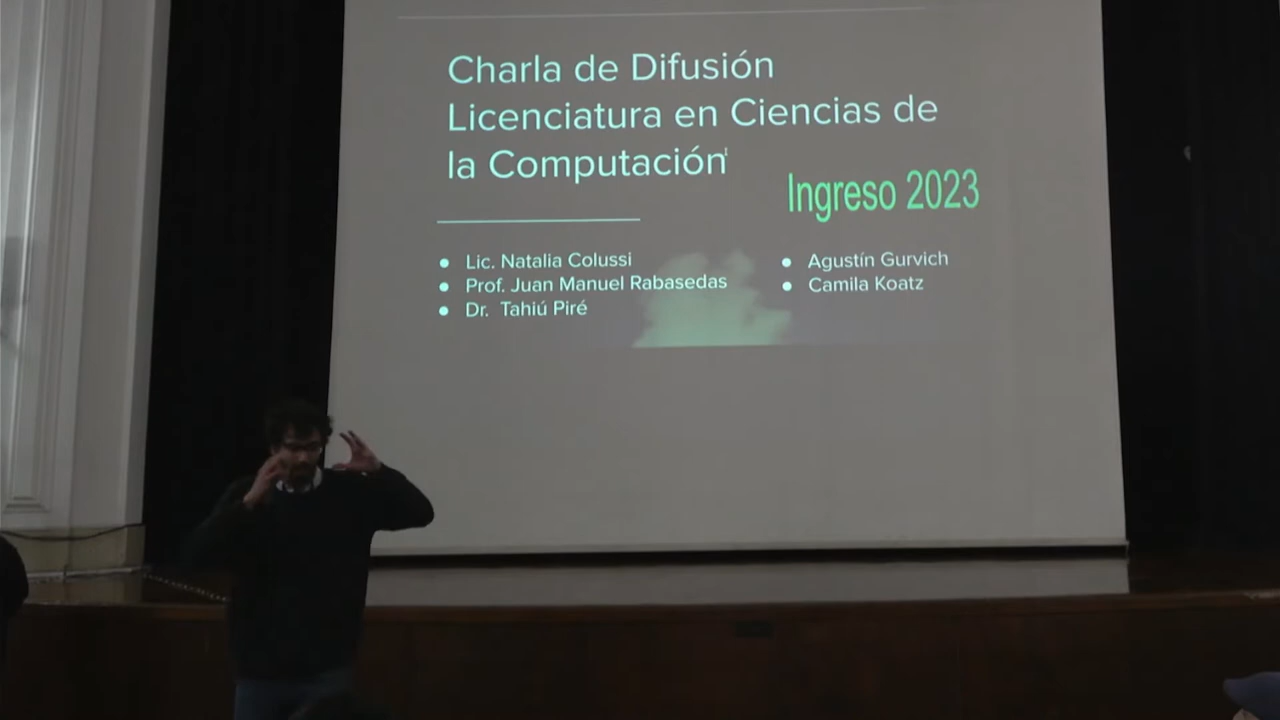 Charla de Difusión
Licenciatura en Ciencias de
la Computación
Ingreso 2023
● Lic. Natalia Colussi
● Prof. Juan Manuel Rabasedas
● Dr. Tahiú Piré
● Agustín Gurvich
● Camila Koatz